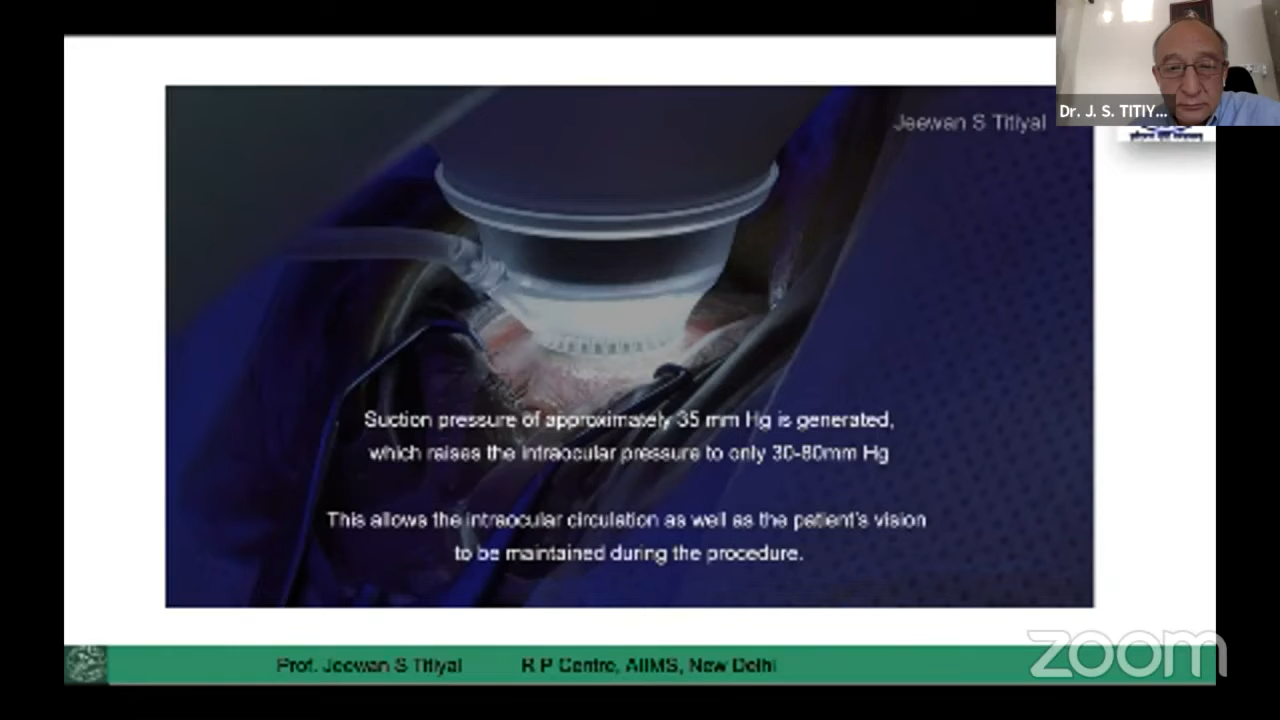 Dr. J. S. TITIY...
Jeewan S Titiyal
Suction pressure of approximately 35 mm Hg is generated,
which raises the intraocular pressure to only 30-80mm Hg
This allows the intraocular circulation as well as the patient's vision
to be maintained during the procedure.
Prof. Jeewan S Titiyal
R P Centre, AIIMS, New Delhi
zoom